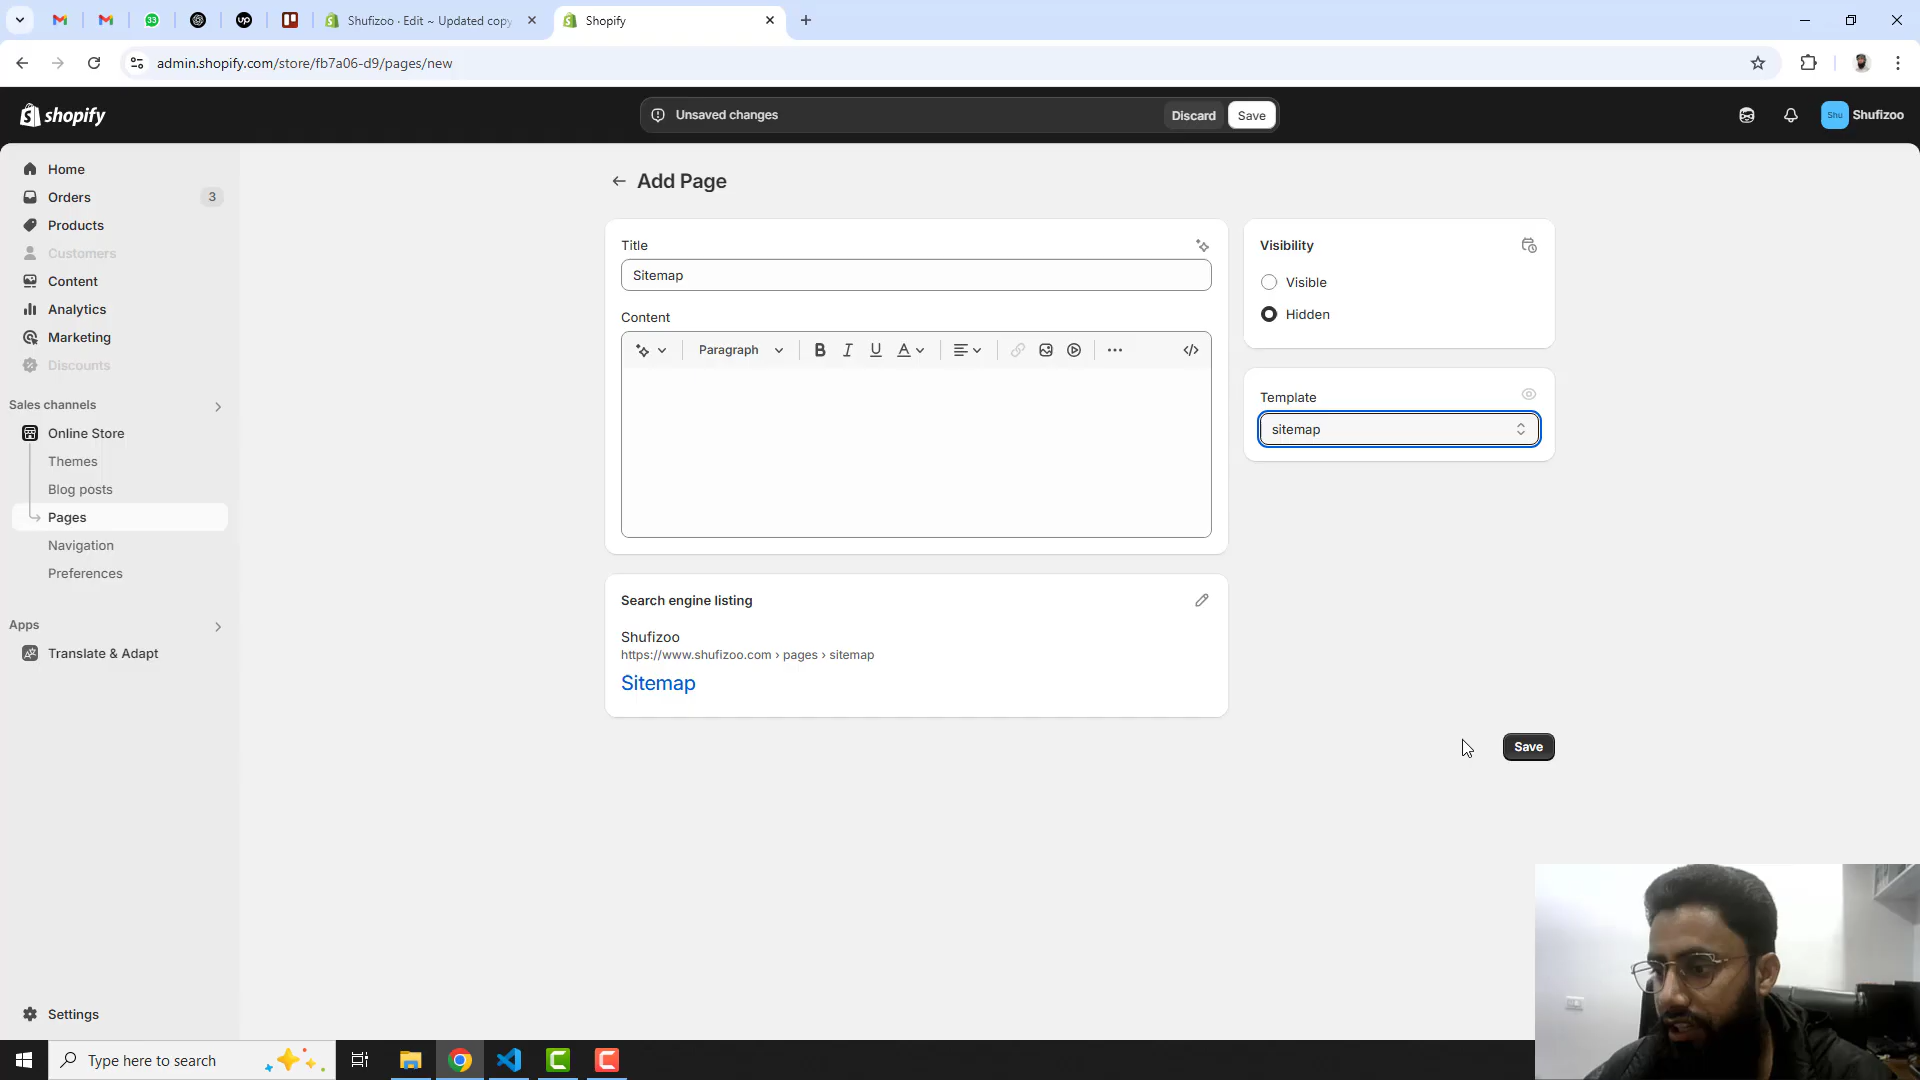 33
up
Shufizoo · Edit ~ Updated copy
Shopify
admin.shopify.com/store/fb7a06-d9/pages/new
shopify
Unsaved changes
Discard
Save
Shu
Shufizoo
Home
Orders
3
Products
Customers
Content
Analytics
Marketing
Discounts
Sales channels
Online Store
Themes
Blog posts
Pages
Navigation
Preferences
Apps
Translate & Adapt
Settings
Add Page
Title
Sitemap
Content
Paragraph
B I U A
Search engine listing
Shufizoo
https://www.shufizoo.com › pages › sitemap
Sitemap
Visibility
Visible
Hidden
Template
sitemap
Save
Type here to search